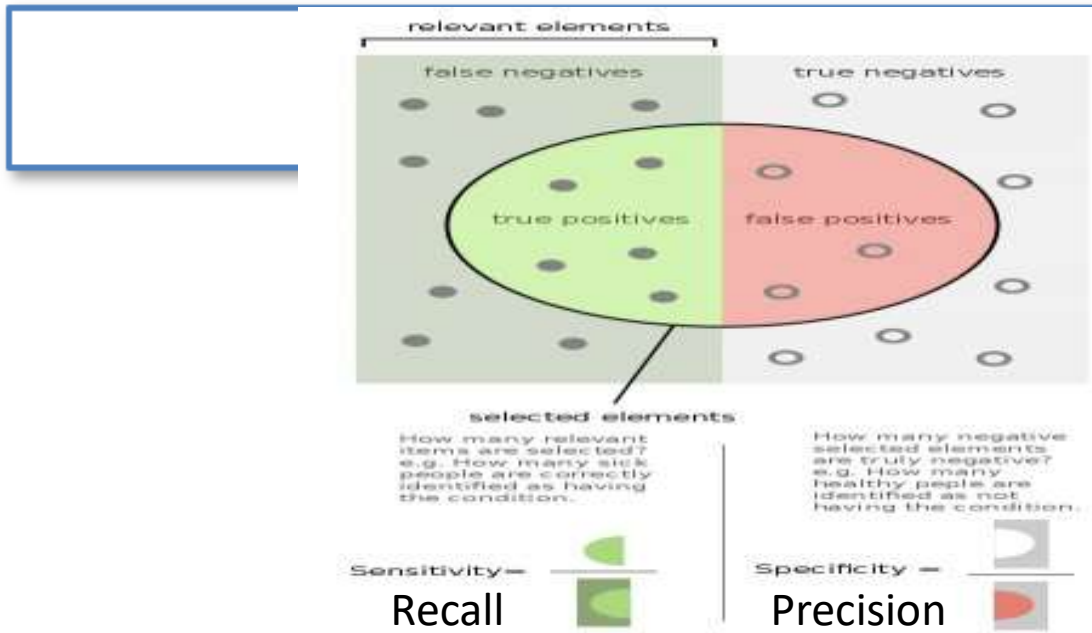 relevant elements
false negatives
true negatives
true positives
false positives
selected elements
How many relevant
items are selected?
e.g. How many sick
people are correctly
identified as having
the condition.
How many negative
selected elements
are truly negative?
e.g. How many
healthy peple are
identified as not
having the condition.
Sensitivity=
Specificity =
Recall
Precision